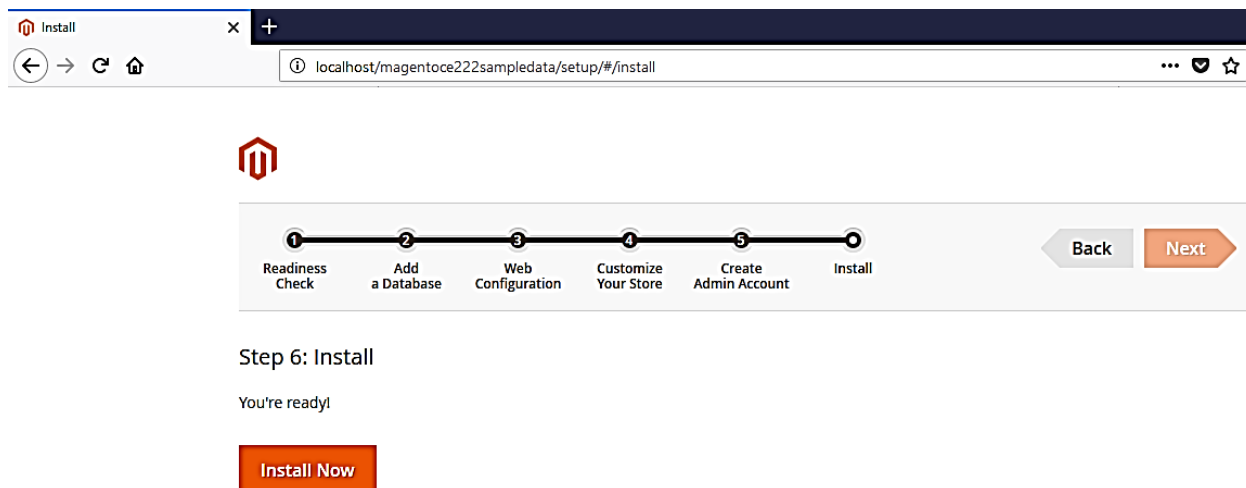 Install
localhost/magentoce222sampledata/setup/#/install
1 2 3 4 5
Readiness Check
Add a Database
Web Configuration
Customize Your Store
Create Admin Account
Install
Back
Next
Step 6: Install
You're ready!
Install Now